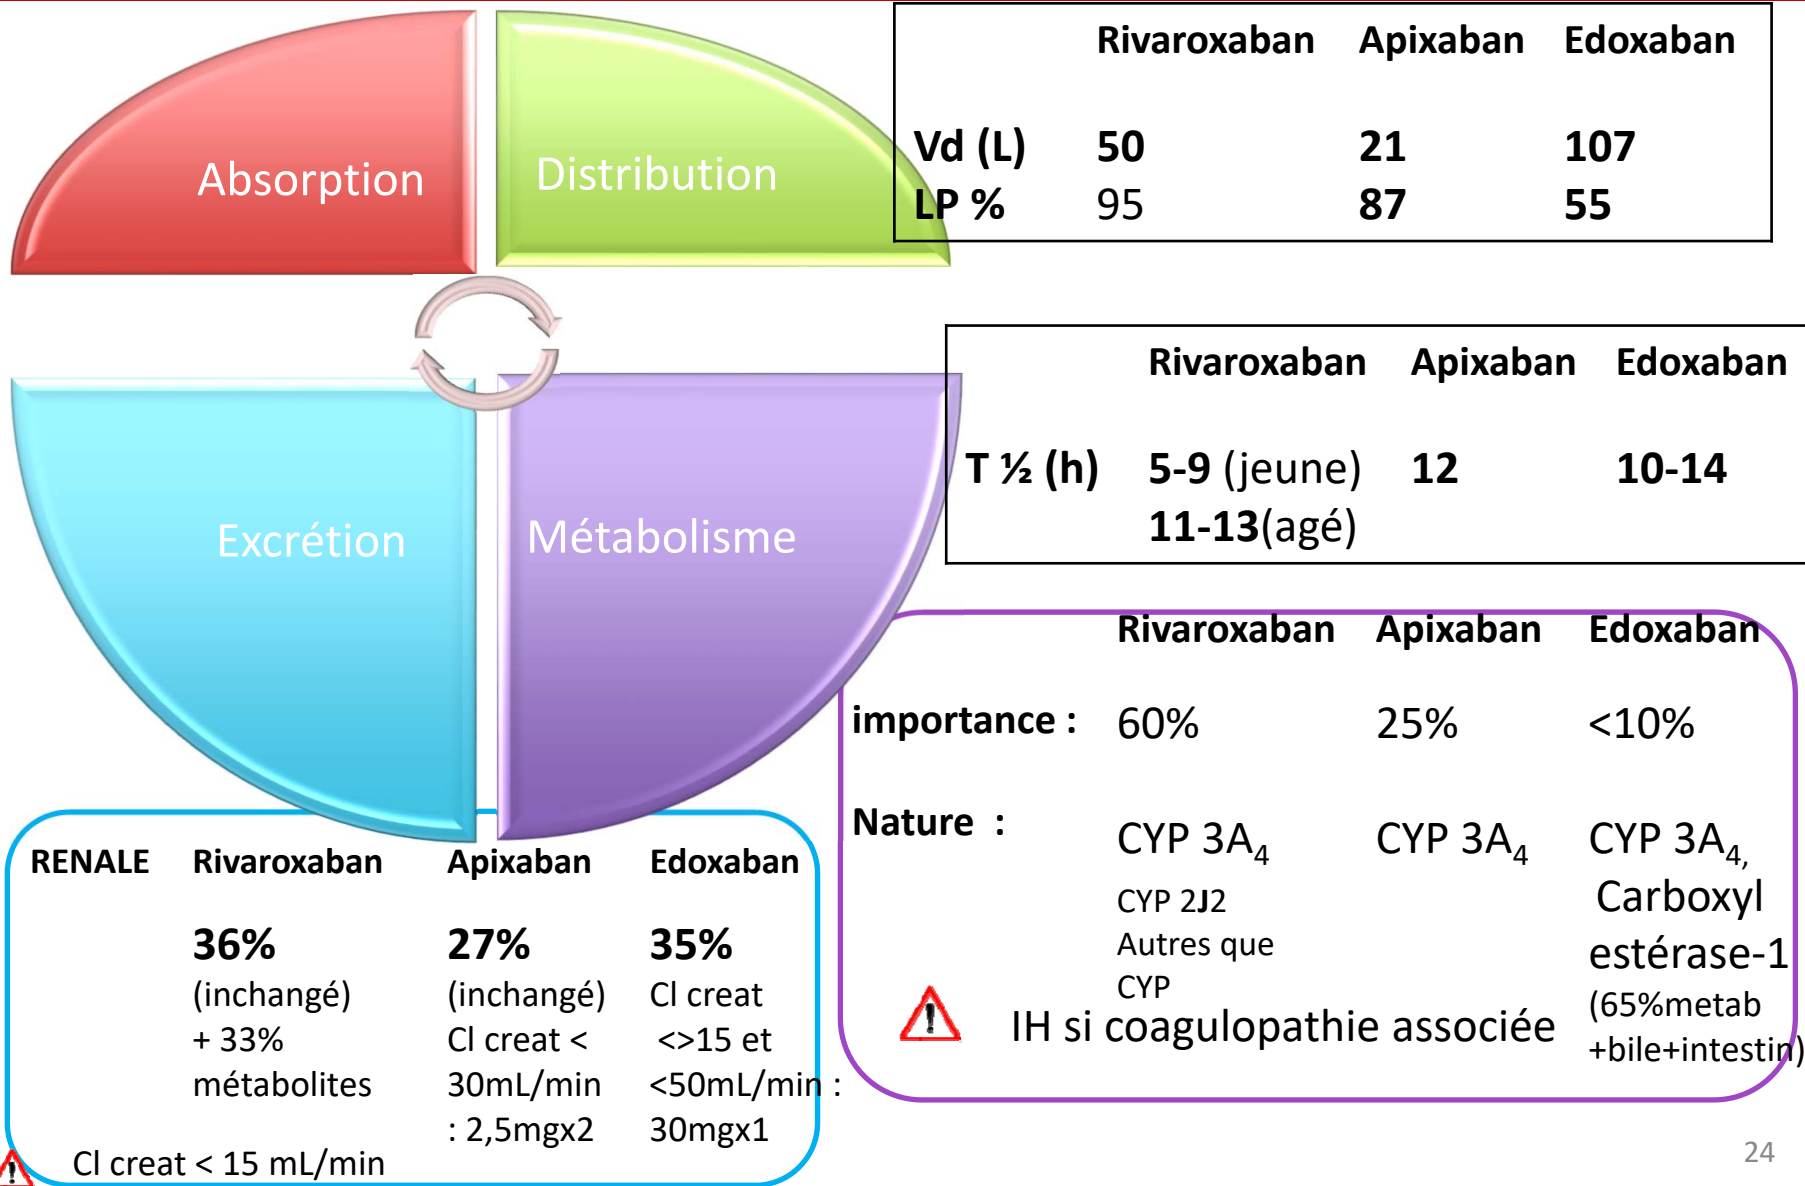 Absorption
Distribution
Rivaroxaban Apixaban Edoxaban
Vd (L) 50 21 107
LP % 95 87 55
Excrétion
Métabolisme
Rivaroxaban Apixaban Edoxaban
T ½ (h) 5-9 (jeune) 12 10-14
11-13(agé)
Rivaroxaban Apixaban Edoxaban
importance : 60% 25% <10%
Nature :
CYP 3A₄ CYP 3A₄ CYP 3A₄,
CYP 2J2 Carboxyl
Autres que estérase-1
CYP (65%metab
IH si coagulopathie associée +bile+intestin)
RENALE Rivaroxaban Apixaban Edoxaban
36% 27% 35%
(inchangé) (inchangé) Cl creat
+ 33% Cl creat < <>15 et
métabolites 30mL/min <50mL/min :
: 2,5mgx2 30mgx1
Cl creat < 15 mL/min
24